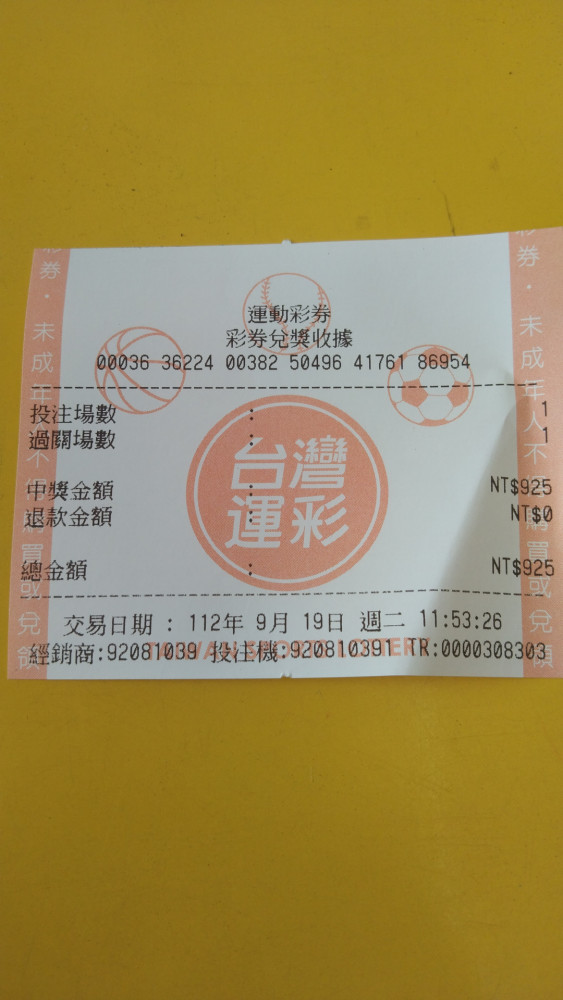 運動彩券
彩券兌獎收據
00036 36224 00382 50496 41761 86954
投注場數 : 1
過關場數 : 1
中獎金額 : NT$925
退款金額 : NT$0
總金額 : NT$925
交易日期 : 112年 9月 19日 週二 11:53:26
經銷商:92081039 投注機:920810391 TR:0000308303
台灣
運彩
TAIWAN SPORTS LOTTERY
彩券・未成年人不得購買或兌領
彩券・未成年人不得購買或兌領